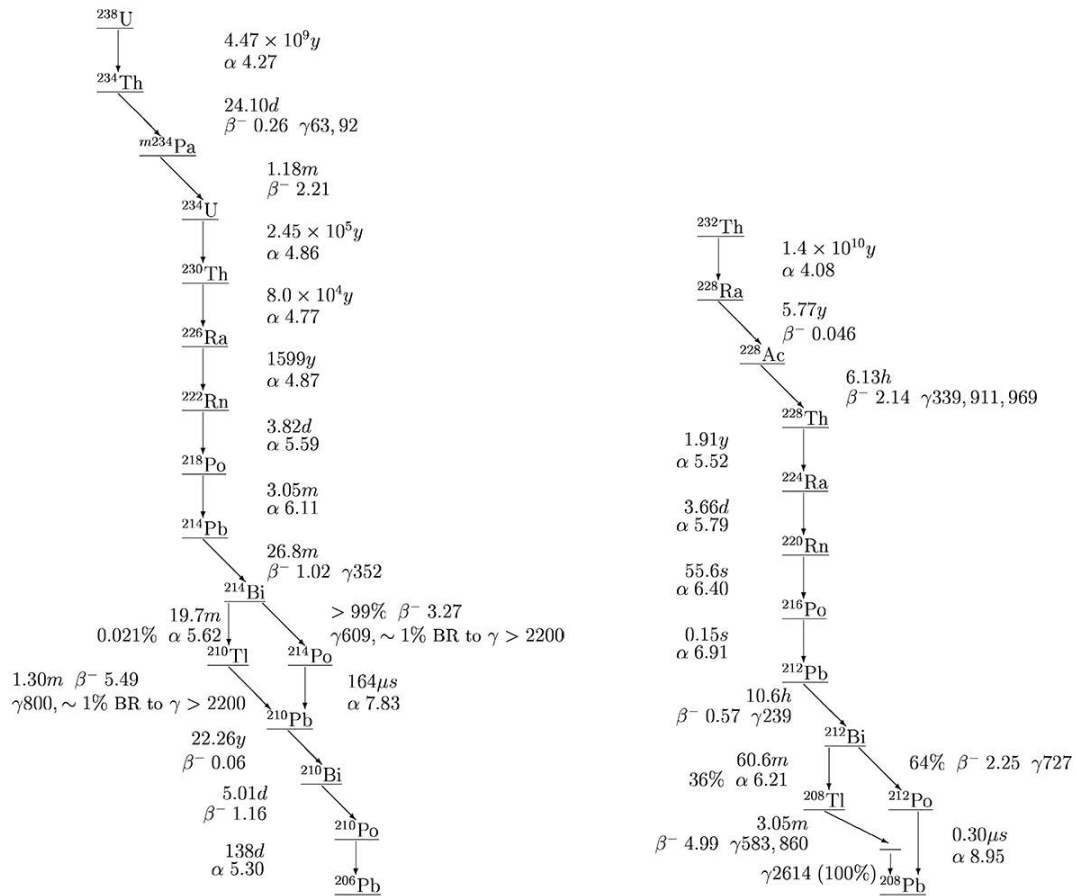 ²³⁸U
4.47 × 10⁹y
α 4.27
²³⁴Th
24.10d
β⁻ 0.26 γ63, 92
ᵐ²³⁴Pa
1.18m
β⁻ 2.21
²³⁴U
2.45 × 10⁵y
α 4.86
²³⁰Th
8.0 × 10⁴y
α 4.77
²²⁶Ra
1599y
α 4.87
²²²Rn
3.82d
α 5.59
²¹⁸Po
3.05m
α 6.11
²¹⁴Pb
26.8m
β⁻ 1.02 γ352
²¹⁴Bi
19.7m
0.021% α 5.62
> 99% β⁻ 3.27
γ609, ∼ 1% BR to γ > 2200
²¹⁰Tl
²¹⁴Po
1.30m β⁻ 5.49
γ800, ∼ 1% BR to γ > 2200
164μs
α 7.83
²¹⁰Pb
22.26y
β⁻ 0.06
²¹⁰Bi
5.01d
β⁻ 1.16
²¹⁰Po
138d
α 5.30
²⁰⁶Pb
²³²Th
1.4 × 10¹⁰y
α 4.08
²²⁸Ra
5.77y
β⁻ 0.046
²²⁸Ac
6.13h
β⁻ 2.14 γ339, 911, 969
²²⁸Th
1.91y
α 5.52
²²⁴Ra
3.66d
α 5.79
²²⁰Rn
55.6s
α 6.40
²¹⁶Po
0.15s
α 6.91
²¹²Pb
10.6h
β⁻ 0.57 γ239
²¹²Bi
60.6m
36% α 6.21
64% β⁻ 2.25 γ727
²⁰⁸Tl
²¹²Po
3.05m
β⁻ 4.99 γ583, 860
0.30μs
α 8.95
γ2614 (100%)
²⁰⁸Pb